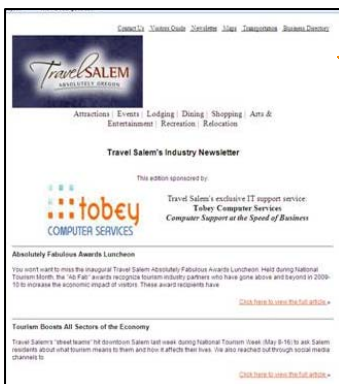 Contact Us Visitors Guide Newsletter Maps Transportation Business Directory
Travel SALEM
ABSOLUTELY OREGON
Attractions | Events | Lodging | Dining | Shopping | Arts &
Entertainment | Recreation | Relocation
Travel Salem's Industry Newsletter
This edition sponsored by:
tobey
COMPUTER SERVICES
Travel Salem's exclusive IT support service:
Tobey Computer Services
Computer Support at the Speed of Business
Absolutely Fabulous Awards Luncheon
You won't want to miss the inaugural Travel Salem Absolutely Fabulous Awards Luncheon. Held during National
Tourism Month, the "Ab Fab" awards recognize tourism industry partners who have gone above and beyond in 2009-
10 to increase the economic impact of visitors. These award recipients have
Click here to view the full article »
Tourism Boosts All Sectors of the Economy
Travel Salem's "street teams" hit downtown Salem last week during National Tourism Week (May 8-16) to ask Salem
residents about what tourism means to them and how it affects their lives. We also reached out through social media
channels to
Click here to view the full article »